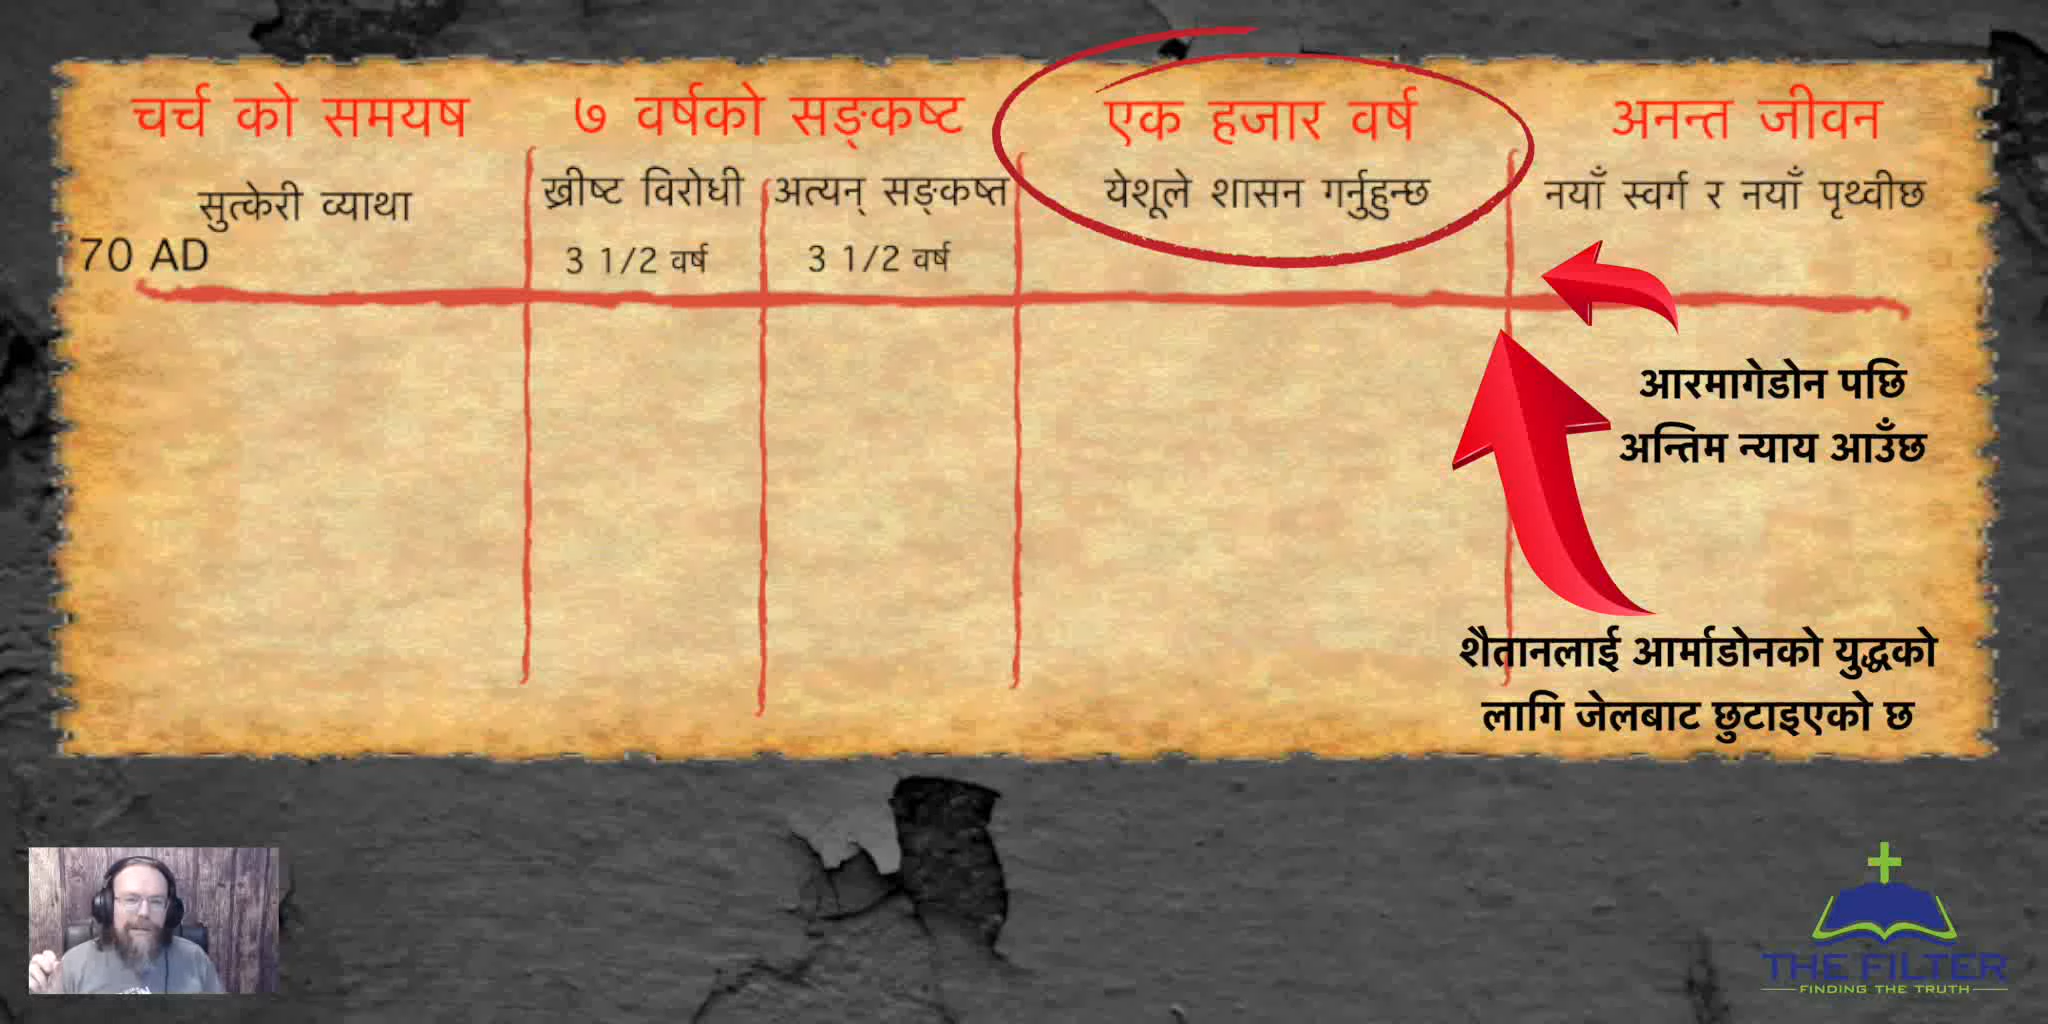 चर्च को समयष
७ वर्षको सङ्कष्ट
एक हजार वर्ष
अनन्त जीवन
सुत्केरी व्याथा
ख्रीष्ट विरोधी
अत्यन् सङ्कष्त
येशूले शासन गर्नुहुन्छ
नयाँ स्वर्ग र नयाँ पृथ्वीछ
70 AD
3 1/2 वर्ष
3 1/2 वर्ष
आरमागेडोन पछि
अन्तिम न्याय आउँछ
शैतानलाई आर्माडोनको युद्धको
लागि जेलबाट छुटाइएको छ
THE FILTER
FINDING THE TRUTH